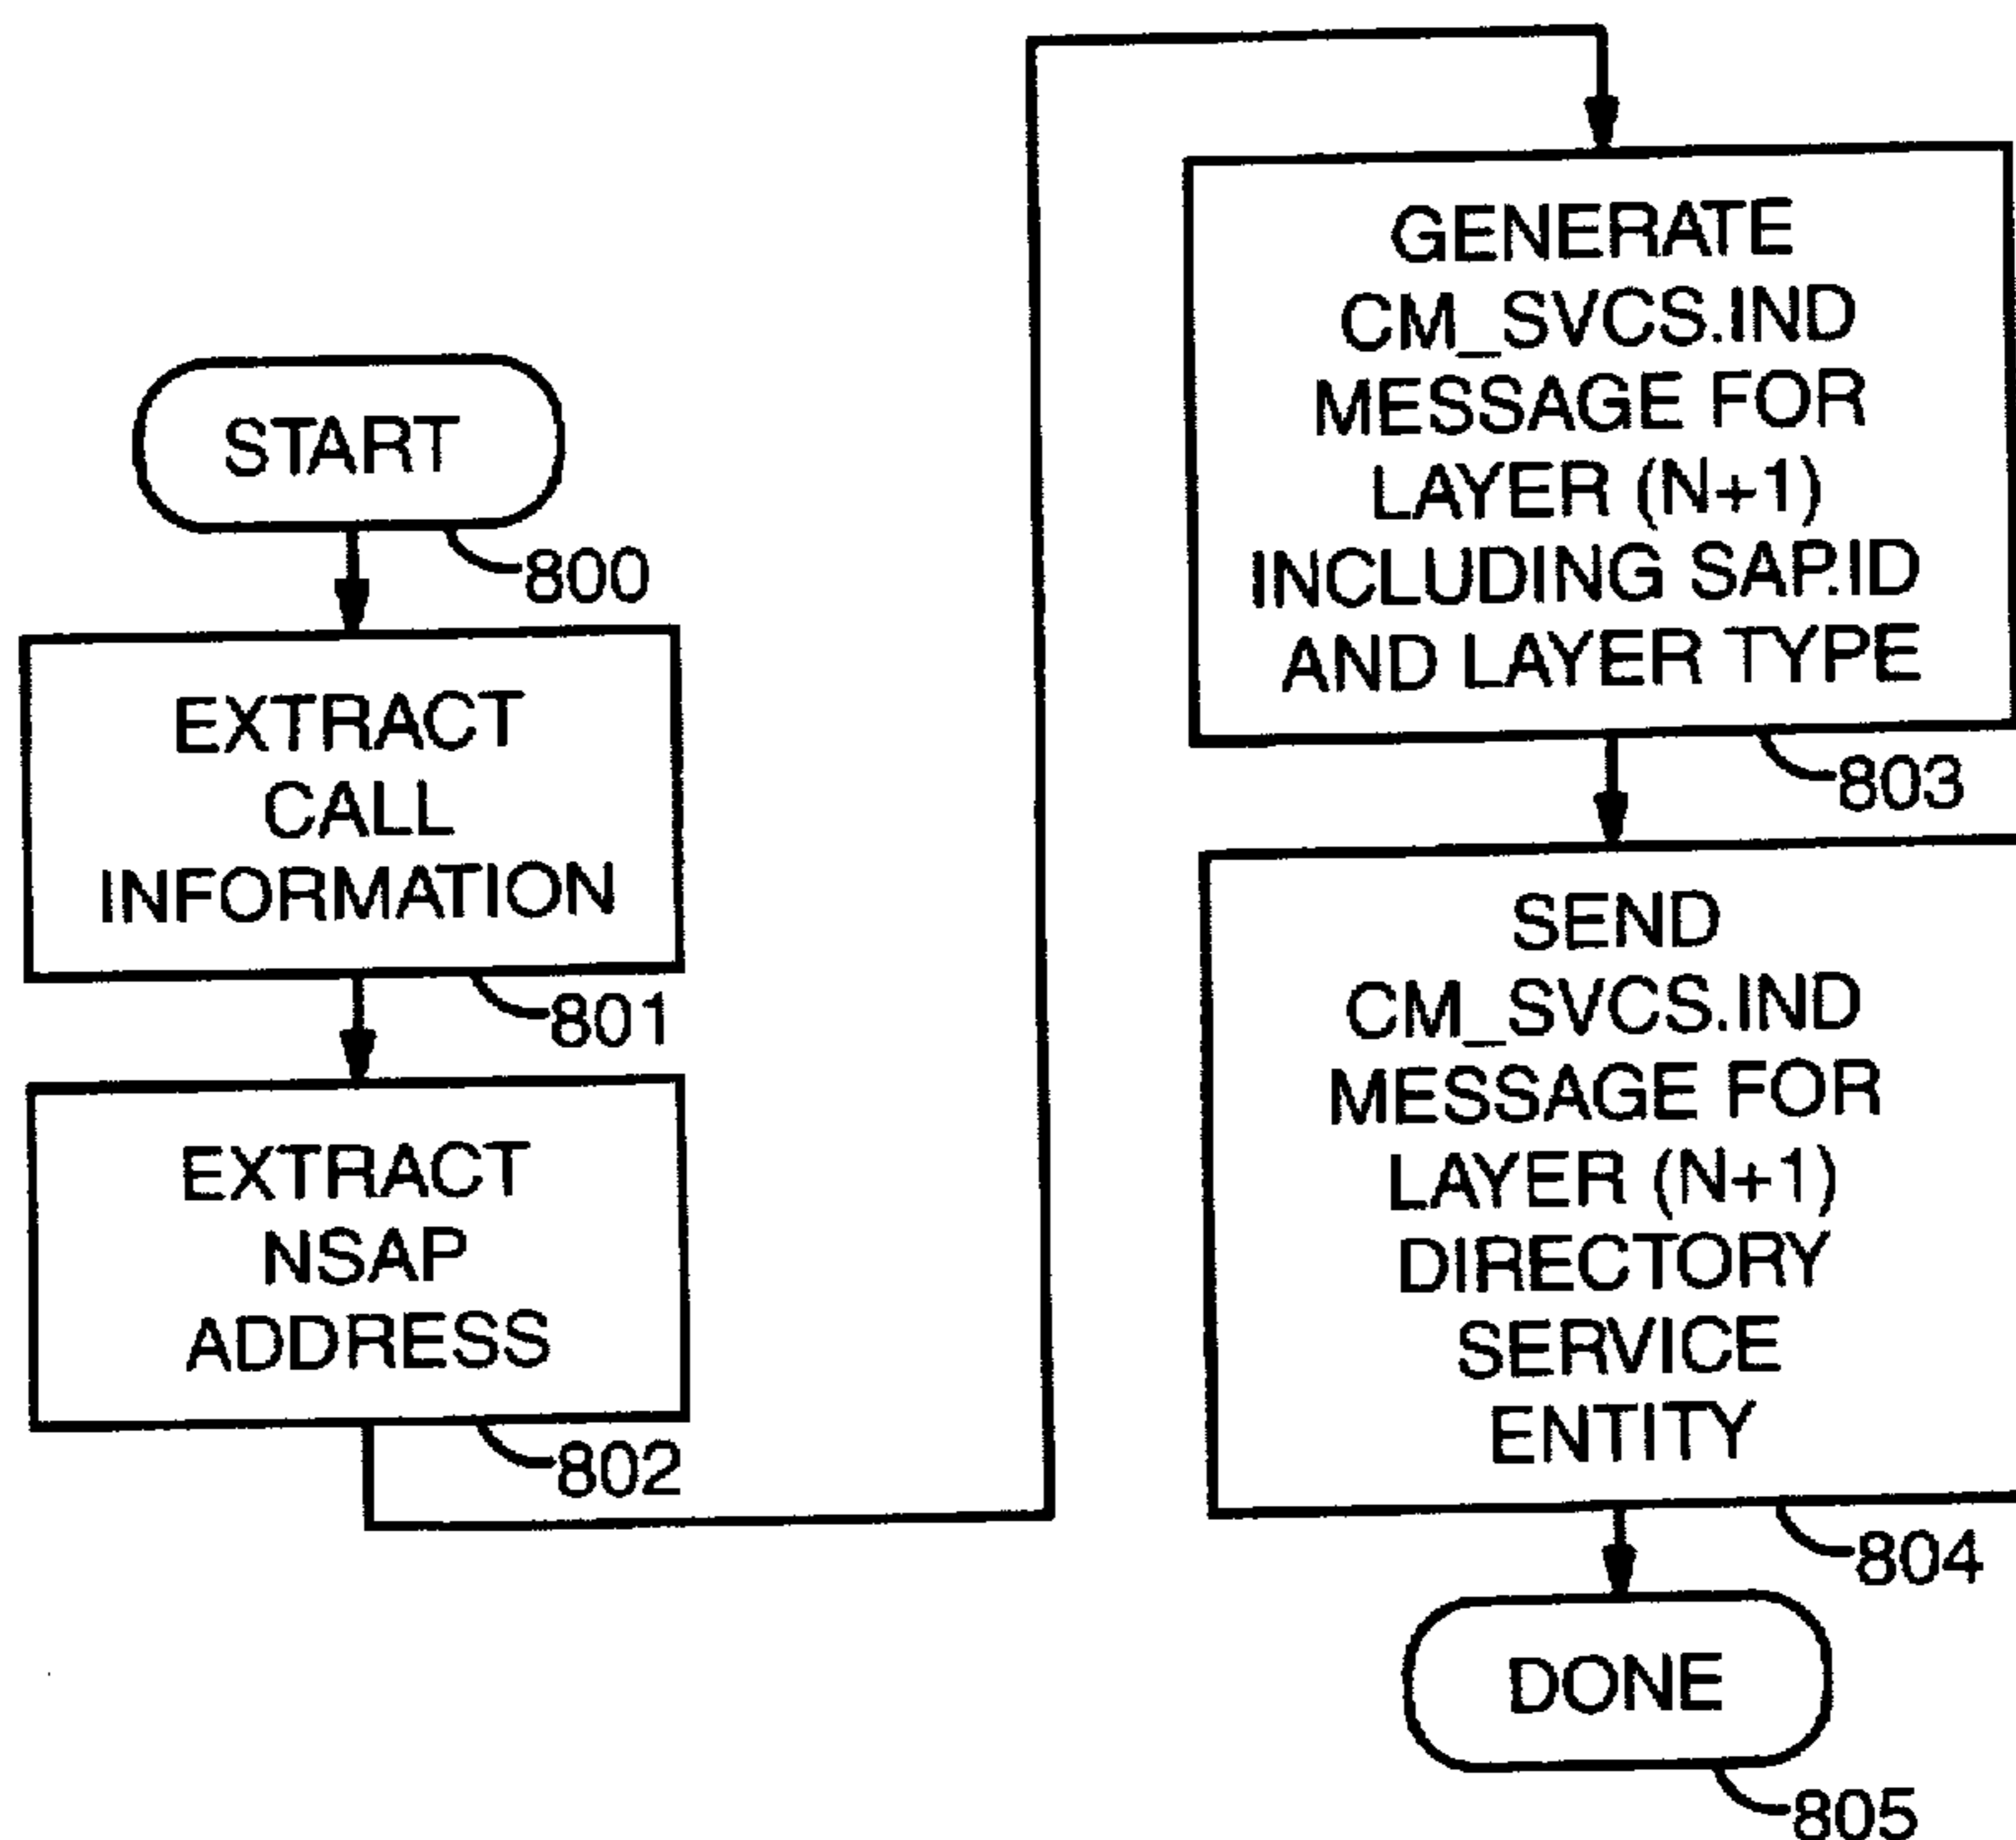 START
800
EXTRACT
CALL
INFORMATION
801
EXTRACT
NSAP
ADDRESS
802
GENERATE
CM_SVCS.IND
MESSAGE FOR
LAYER (N+1)
INCLUDING SAP.ID
AND LAYER TYPE
803
SEND
CM_SVCS.IND
MESSAGE FOR
LAYER (N+1)
DIRECTORY
SERVICE
ENTITY
804
DONE
805